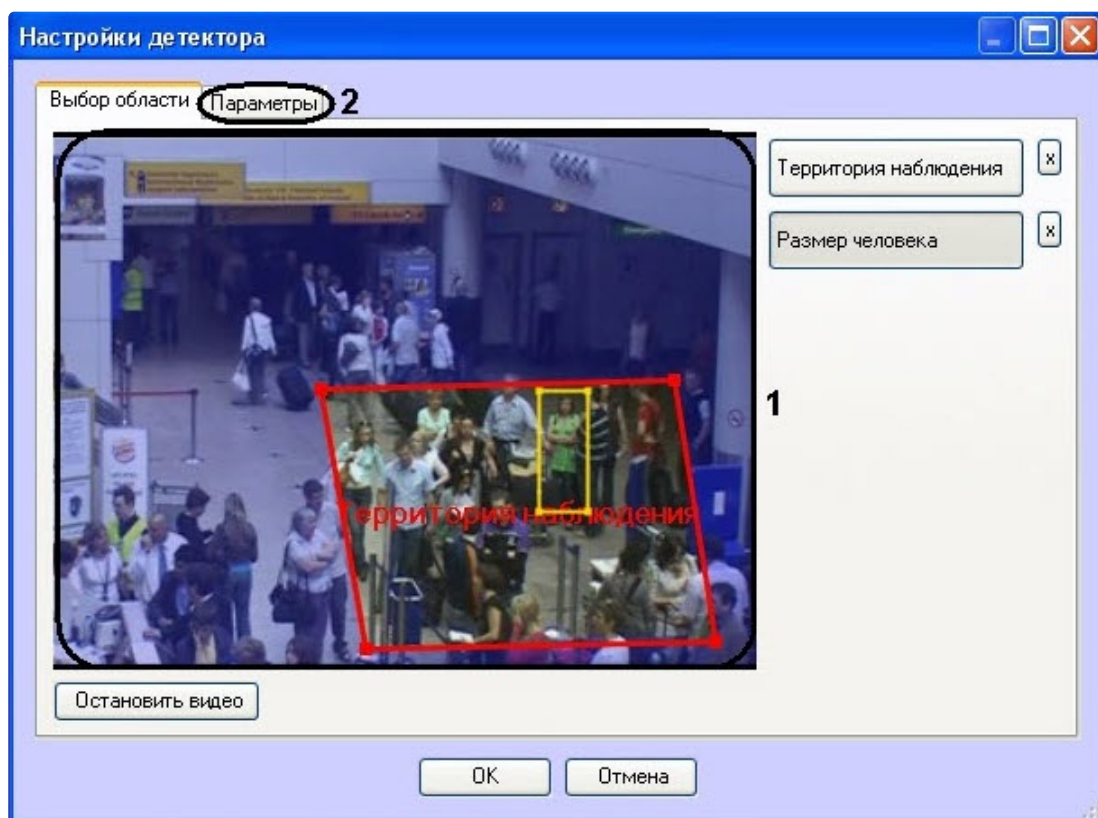 Настройки детектора
Выбор области
Параметры
2
Территория наблюдения
x
Размер человека
x
1
Территория наблюдения
Остановить видео
OK
Отмена